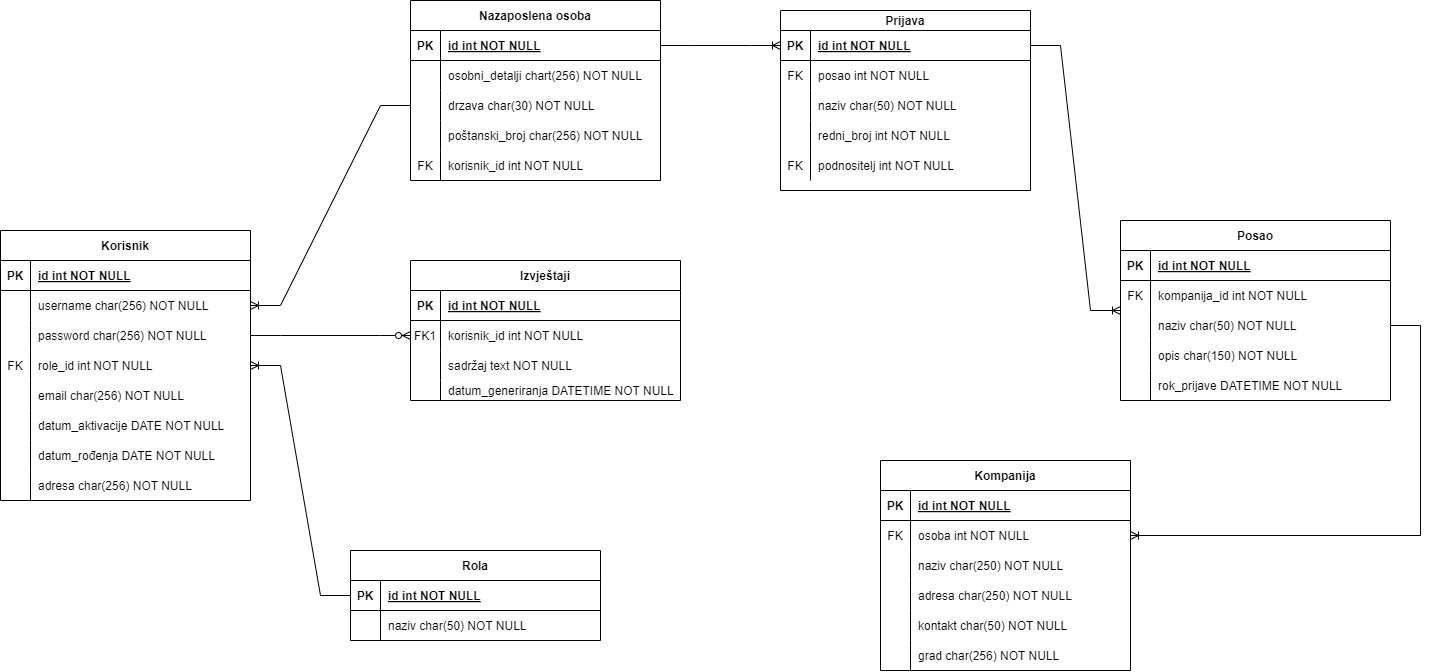 Nazaposlena osoba
PK id int NOT NULL
osobni_detalji chart(256) NOT NULL
drzava char(30) NOT NULL
poštanski_broj char(256) NOT NULL
FK korisnik_id int NOT NULL
Prijava
PK id int NOT NULL
FK posao int NOT NULL
naziv char(50) NOT NULL
redni_broj int NOT NULL
FK podnositelj int NOT NULL
Korisnik
PK id int NOT NULL
username char(256) NOT NULL
password char(256) NOT NULL
FK role_id int NOT NULL
email char(256) NOT NULL
datum_aktivacije DATE NOT NULL
datum_rođenja DATE NOT NULL
adresa char(256) NOT NULL
Izvještaji
PK id int NOT NULL
FK1 korisnik_id int NOT NULL
sadržaj text NOT NULL
datum_generiranja DATETIME NOT NULL
Posao
PK id int NOT NULL
FK kompanija_id int NOT NULL
naziv char(50) NOT NULL
opis char(150) NOT NULL
rok_prijave DATETIME NOT NULL
Kompanija
PK id int NOT NULL
FK osoba int NOT NULL
naziv char(250) NOT NULL
adresa char(250) NOT NULL
kontakt char(50) NOT NULL
grad char(256) NOT NULL
Rola
PK id int NOT NULL
naziv char(50) NOT NULL